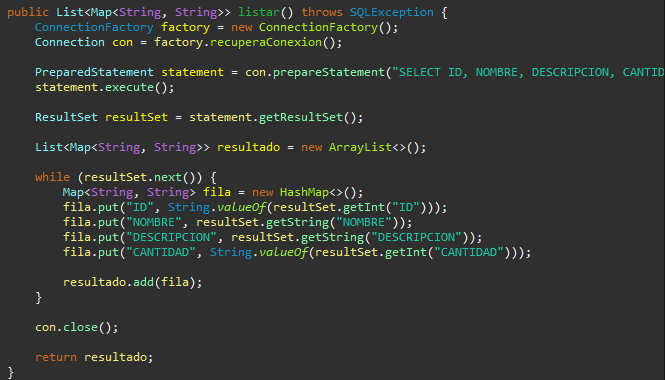 public List<Map<String, String>> listar() throws SQLException {
    ConnectionFactory factory = new ConnectionFactory();
    Connection con = factory.recuperaConexion();
    PreparedStatement statement = con.prepareStatement("SELECT ID, NOMBRE, DESCRIPCION, CANTID
    statement.execute();
    ResultSet resultSet = statement.getResultSet();
    List<Map<String, String>> resultado = new ArrayList<>();
    while (resultSet.next()) {
        Map<String, String> fila = new HashMap<>();
        fila.put("ID", String.valueOf(resultSet.getInt("ID")));
        fila.put("NOMBRE", resultSet.getString("NOMBRE"));
        fila.put("DESCRIPCION", resultSet.getString("DESCRIPCION"));
        fila.put("CANTIDAD", String.valueOf(resultSet.getInt("CANTIDAD")));
        resultado.add(fila);
    }
    con.close();
    return resultado;
}